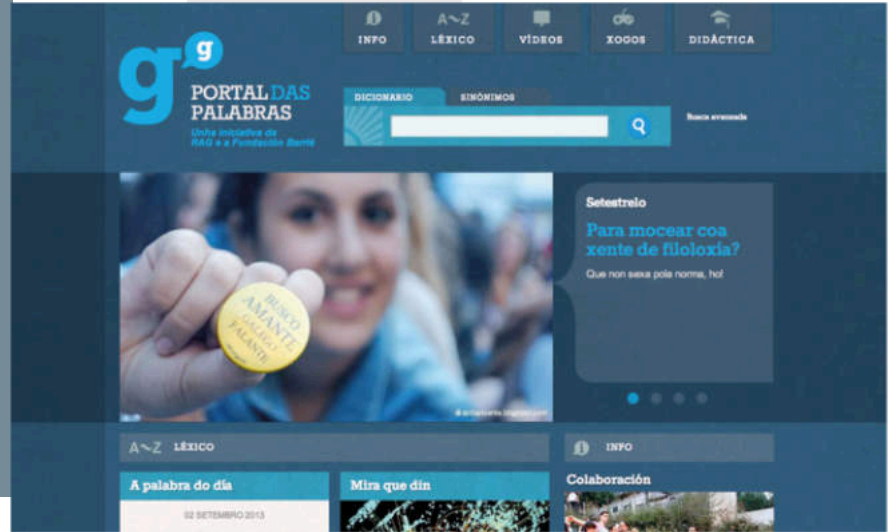 INFO
A~Z
LÉXICO
VÍDEOS
XOGOS
DIDÁCTICA
g
g
PORTAL DAS
PALABRAS
Unha iniciativa da
RAG e a Fundación Barrié
DICIONARIO
SINÓNIMOS
Busca avanzada
BUSCO
AMANTE
GALEGO
FALANTE
Setestrelo
Para mocear coa
xente de filoloxía?
Que non sexa pola norma, ho!
A~Z LÉXICO
INFO
A palabra do día
02 SETEMBRO 2013
Mira que din
Colaboración